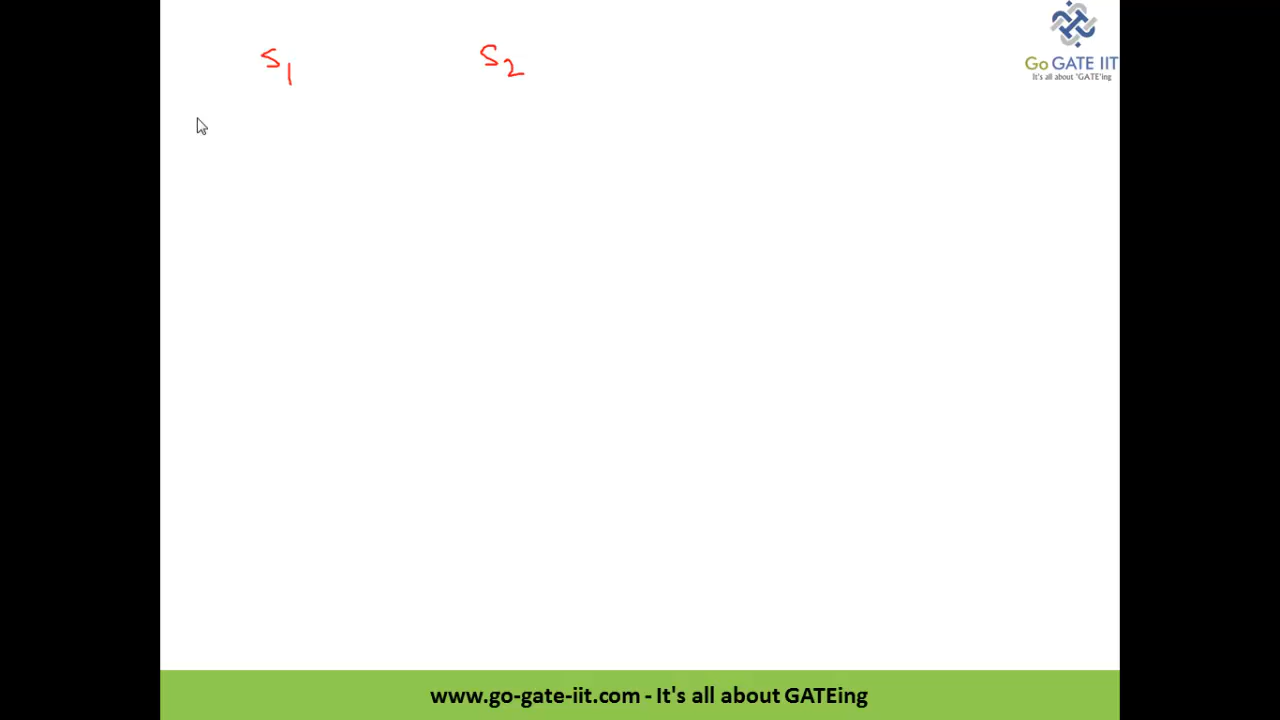 S1 S2
Go GATE IIT
It's all about 'GATE'ing
www.go-gate-iit.com - It's all about GATEing